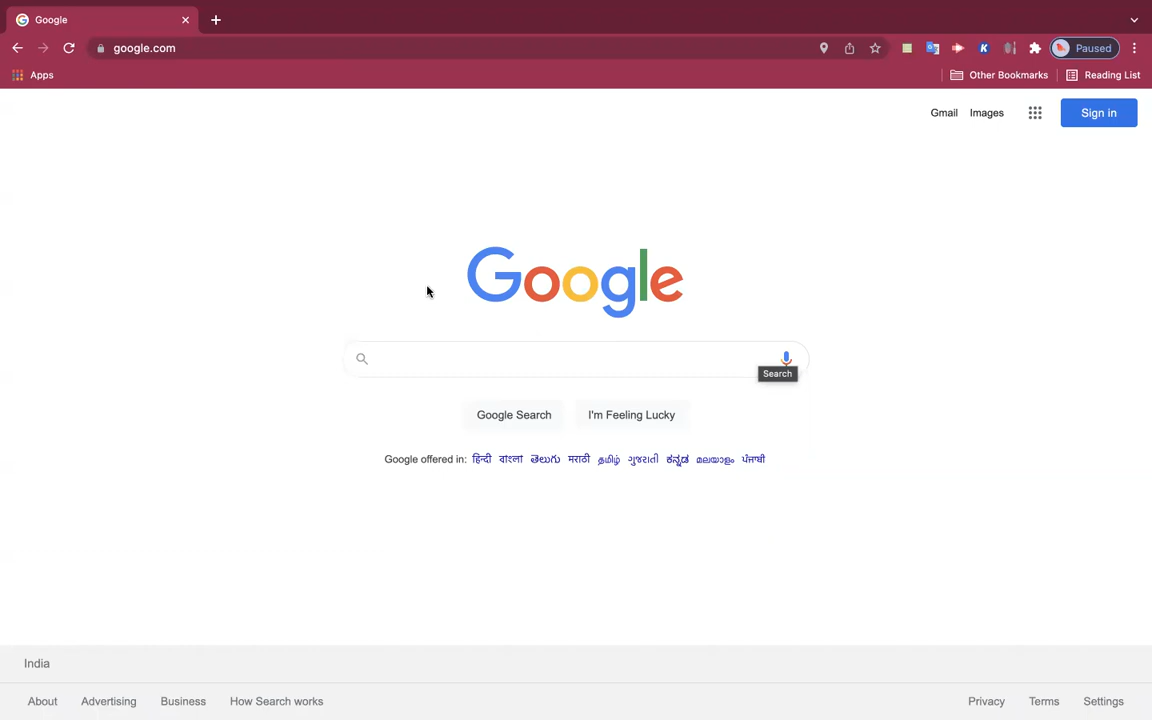 Google
google.com
Paused
Apps
Other Bookmarks
Reading List
Gmail Images
Sign in
Google
Search
Google Search
I'm Feeling Lucky
Google offered in: हिन्दी বাংলা తెలుగు मराठी தமிழ் ગુજરાતી ಕನ್ನಡ മലയാളം ਪੰਜਾਬੀ
India
About Advertising Business How Search works
Privacy Terms Settings